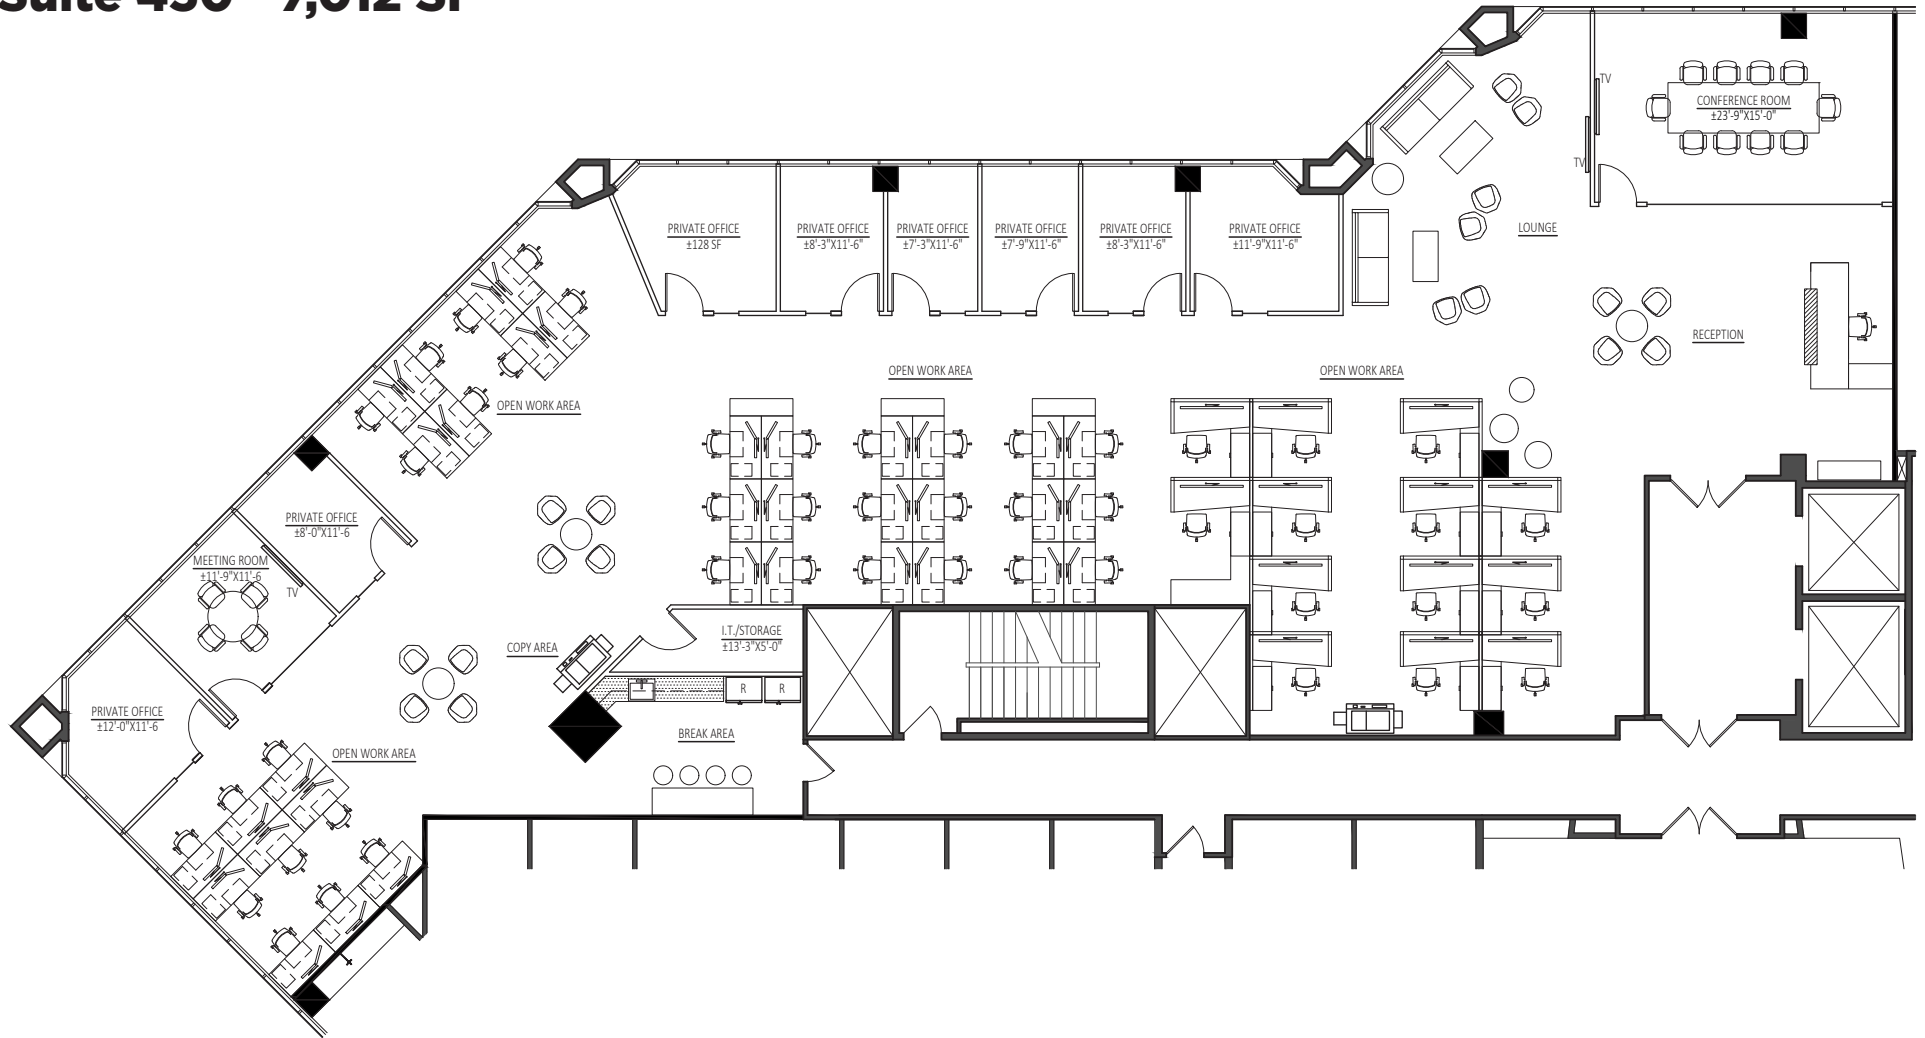 Suite SF
TV
CONFERENCE ROOM
±23'-9"X15'-0"
TV
PRIVATE OFFICE
±128 SF
PRIVATE OFFICE
±8'-3"X11'-6"
PRIVATE OFFICE
±7'-3"X11'-6"
PRIVATE OFFICE
±7'-9"X11'-6"
PRIVATE OFFICE
±8'-3"X11'-6"
PRIVATE OFFICE
±11'-9"X11'-6"
LOUNGE
RECEPTION
OPEN WORK AREA
OPEN WORK AREA
OPEN WORK AREA
PRIVATE OFFICE
±8'-0"X11'-6
MEETING ROOM
±11'-9"X11'-6
TV
COPY AREA
I.T./STORAGE
±13'-3"X5'-0"
R
R
PRIVATE OFFICE
±12'-0"X11'-6
BREAK AREA
OPEN WORK AREA